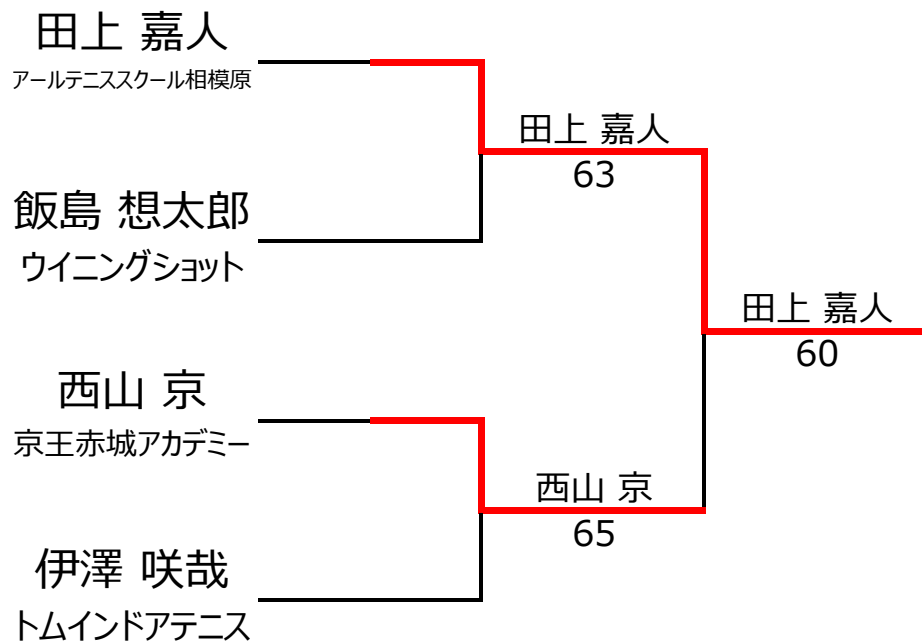 田上 嘉人
アールテニススクール相模原
田上 嘉人
63
飯島 想太郎
ウイニングショット
田上 嘉人
60
西山 京
京王赤城アカデミー
西山 京
65
伊澤 咲哉
トムインドアテニス